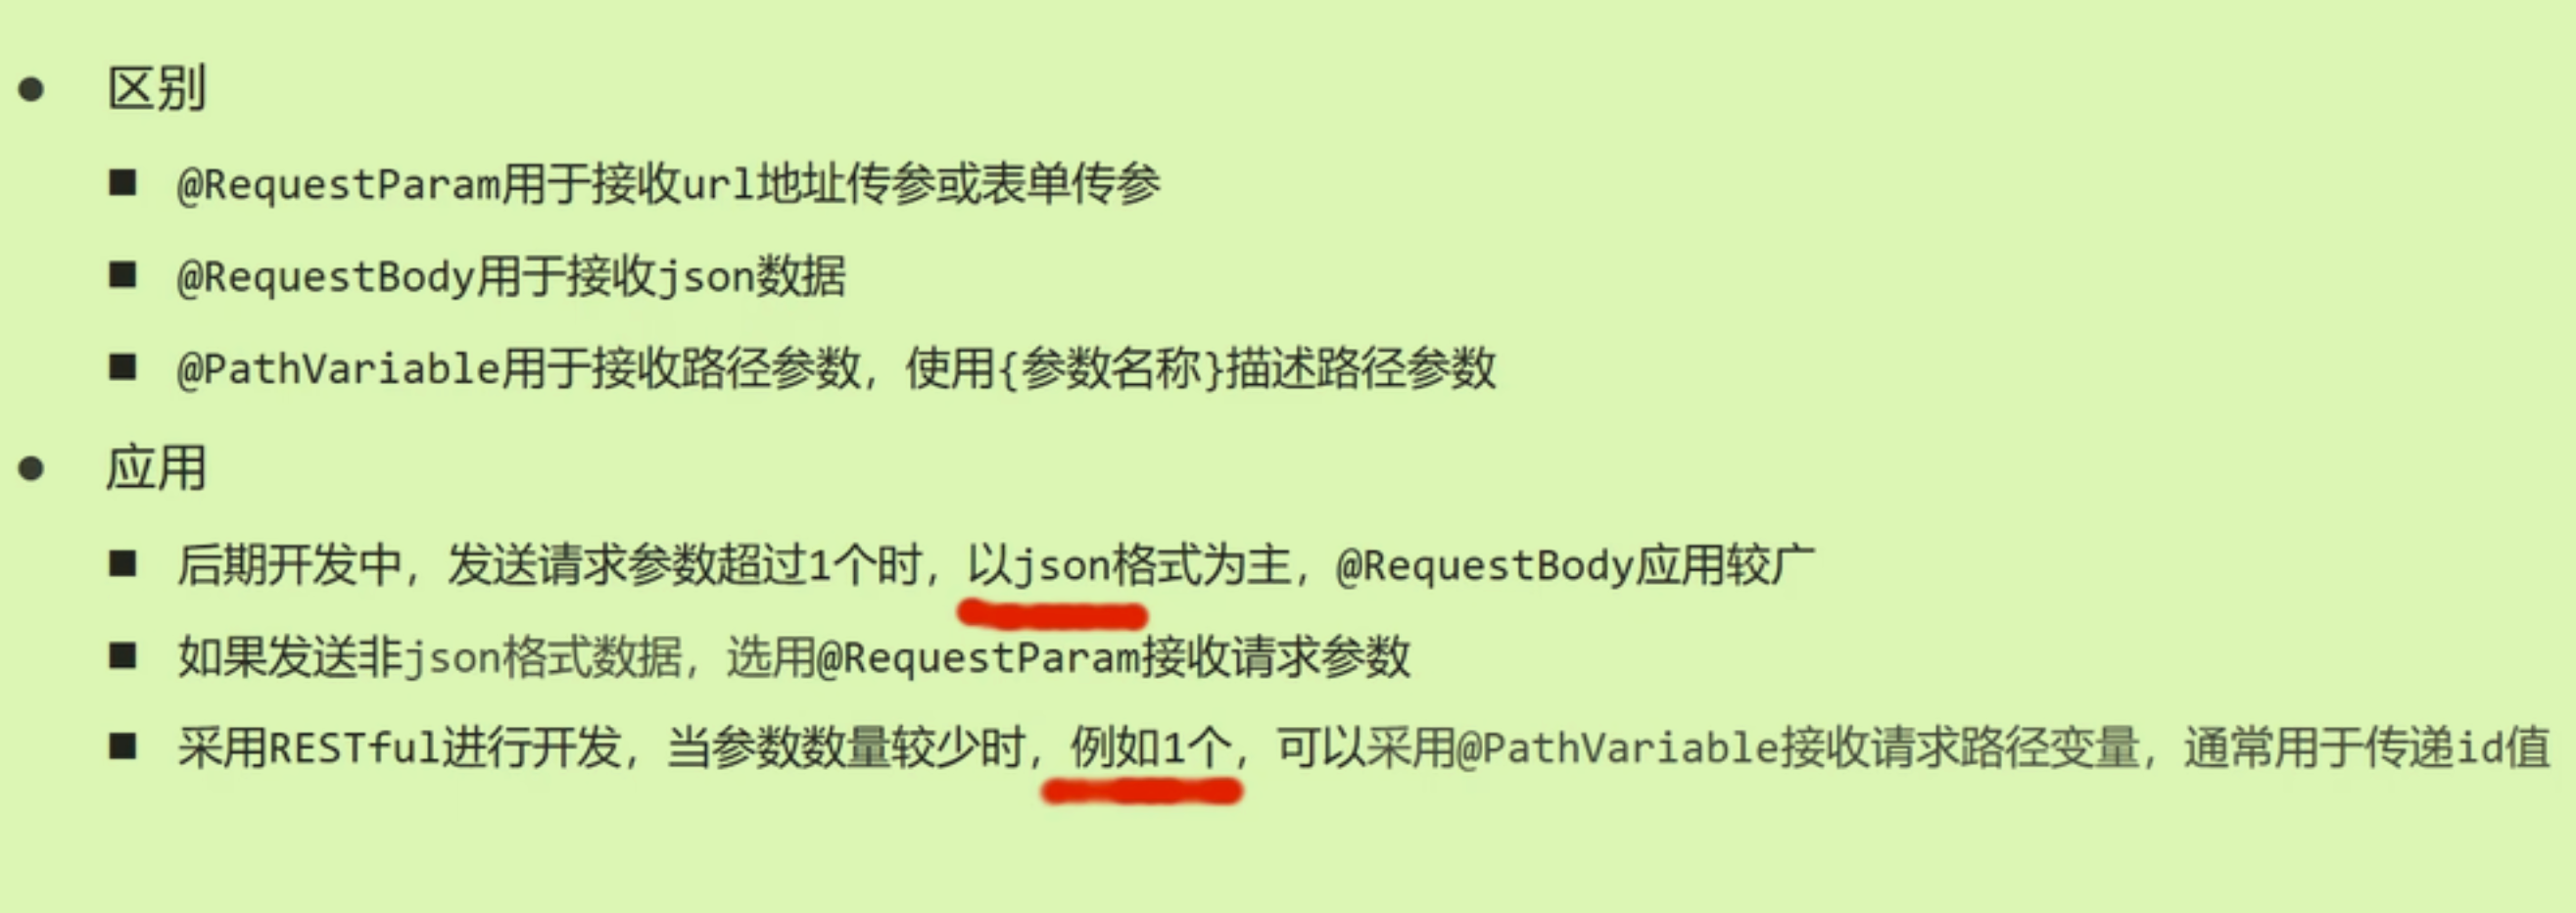 ● 区别
■ @RequestParam用于接收url地址传参或表单传参
■ @RequestBody用于接收json数据
■ @PathVariable用于接收路径参数，使用{参数名称}描述路径参数
● 应用
■ 后期开发中，发送请求参数超过1个时，以json格式为主，@RequestBody应用较广
■ 如果发送非json格式数据，选用@RequestParam接收请求参数
■ 采用RESTful进行开发，当参数数量较少时，例如1个，可以采用@PathVariable接收请求路径变量，通常用于传递id值